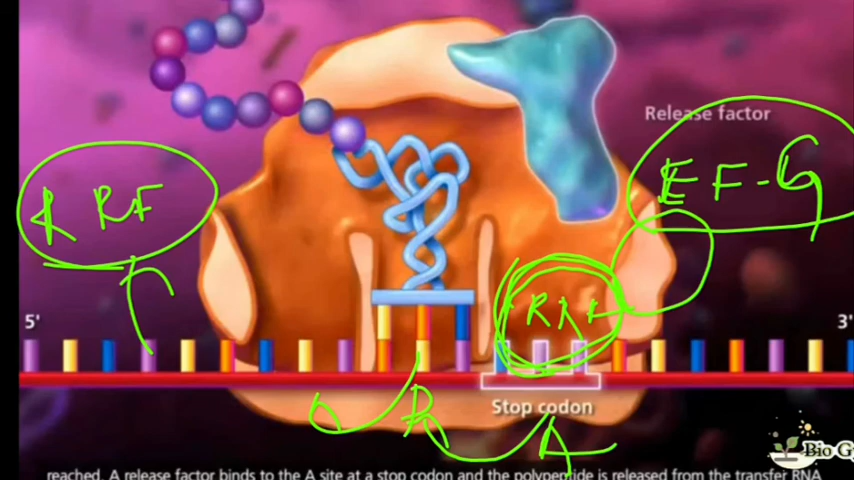 Release factor
RRF
EF-G
RRF
5'
3'
P
Stop codon
A
Bio G
reached. A release factor binds to the A site at a stop codon and the polypeptide is released from the transfer RNA